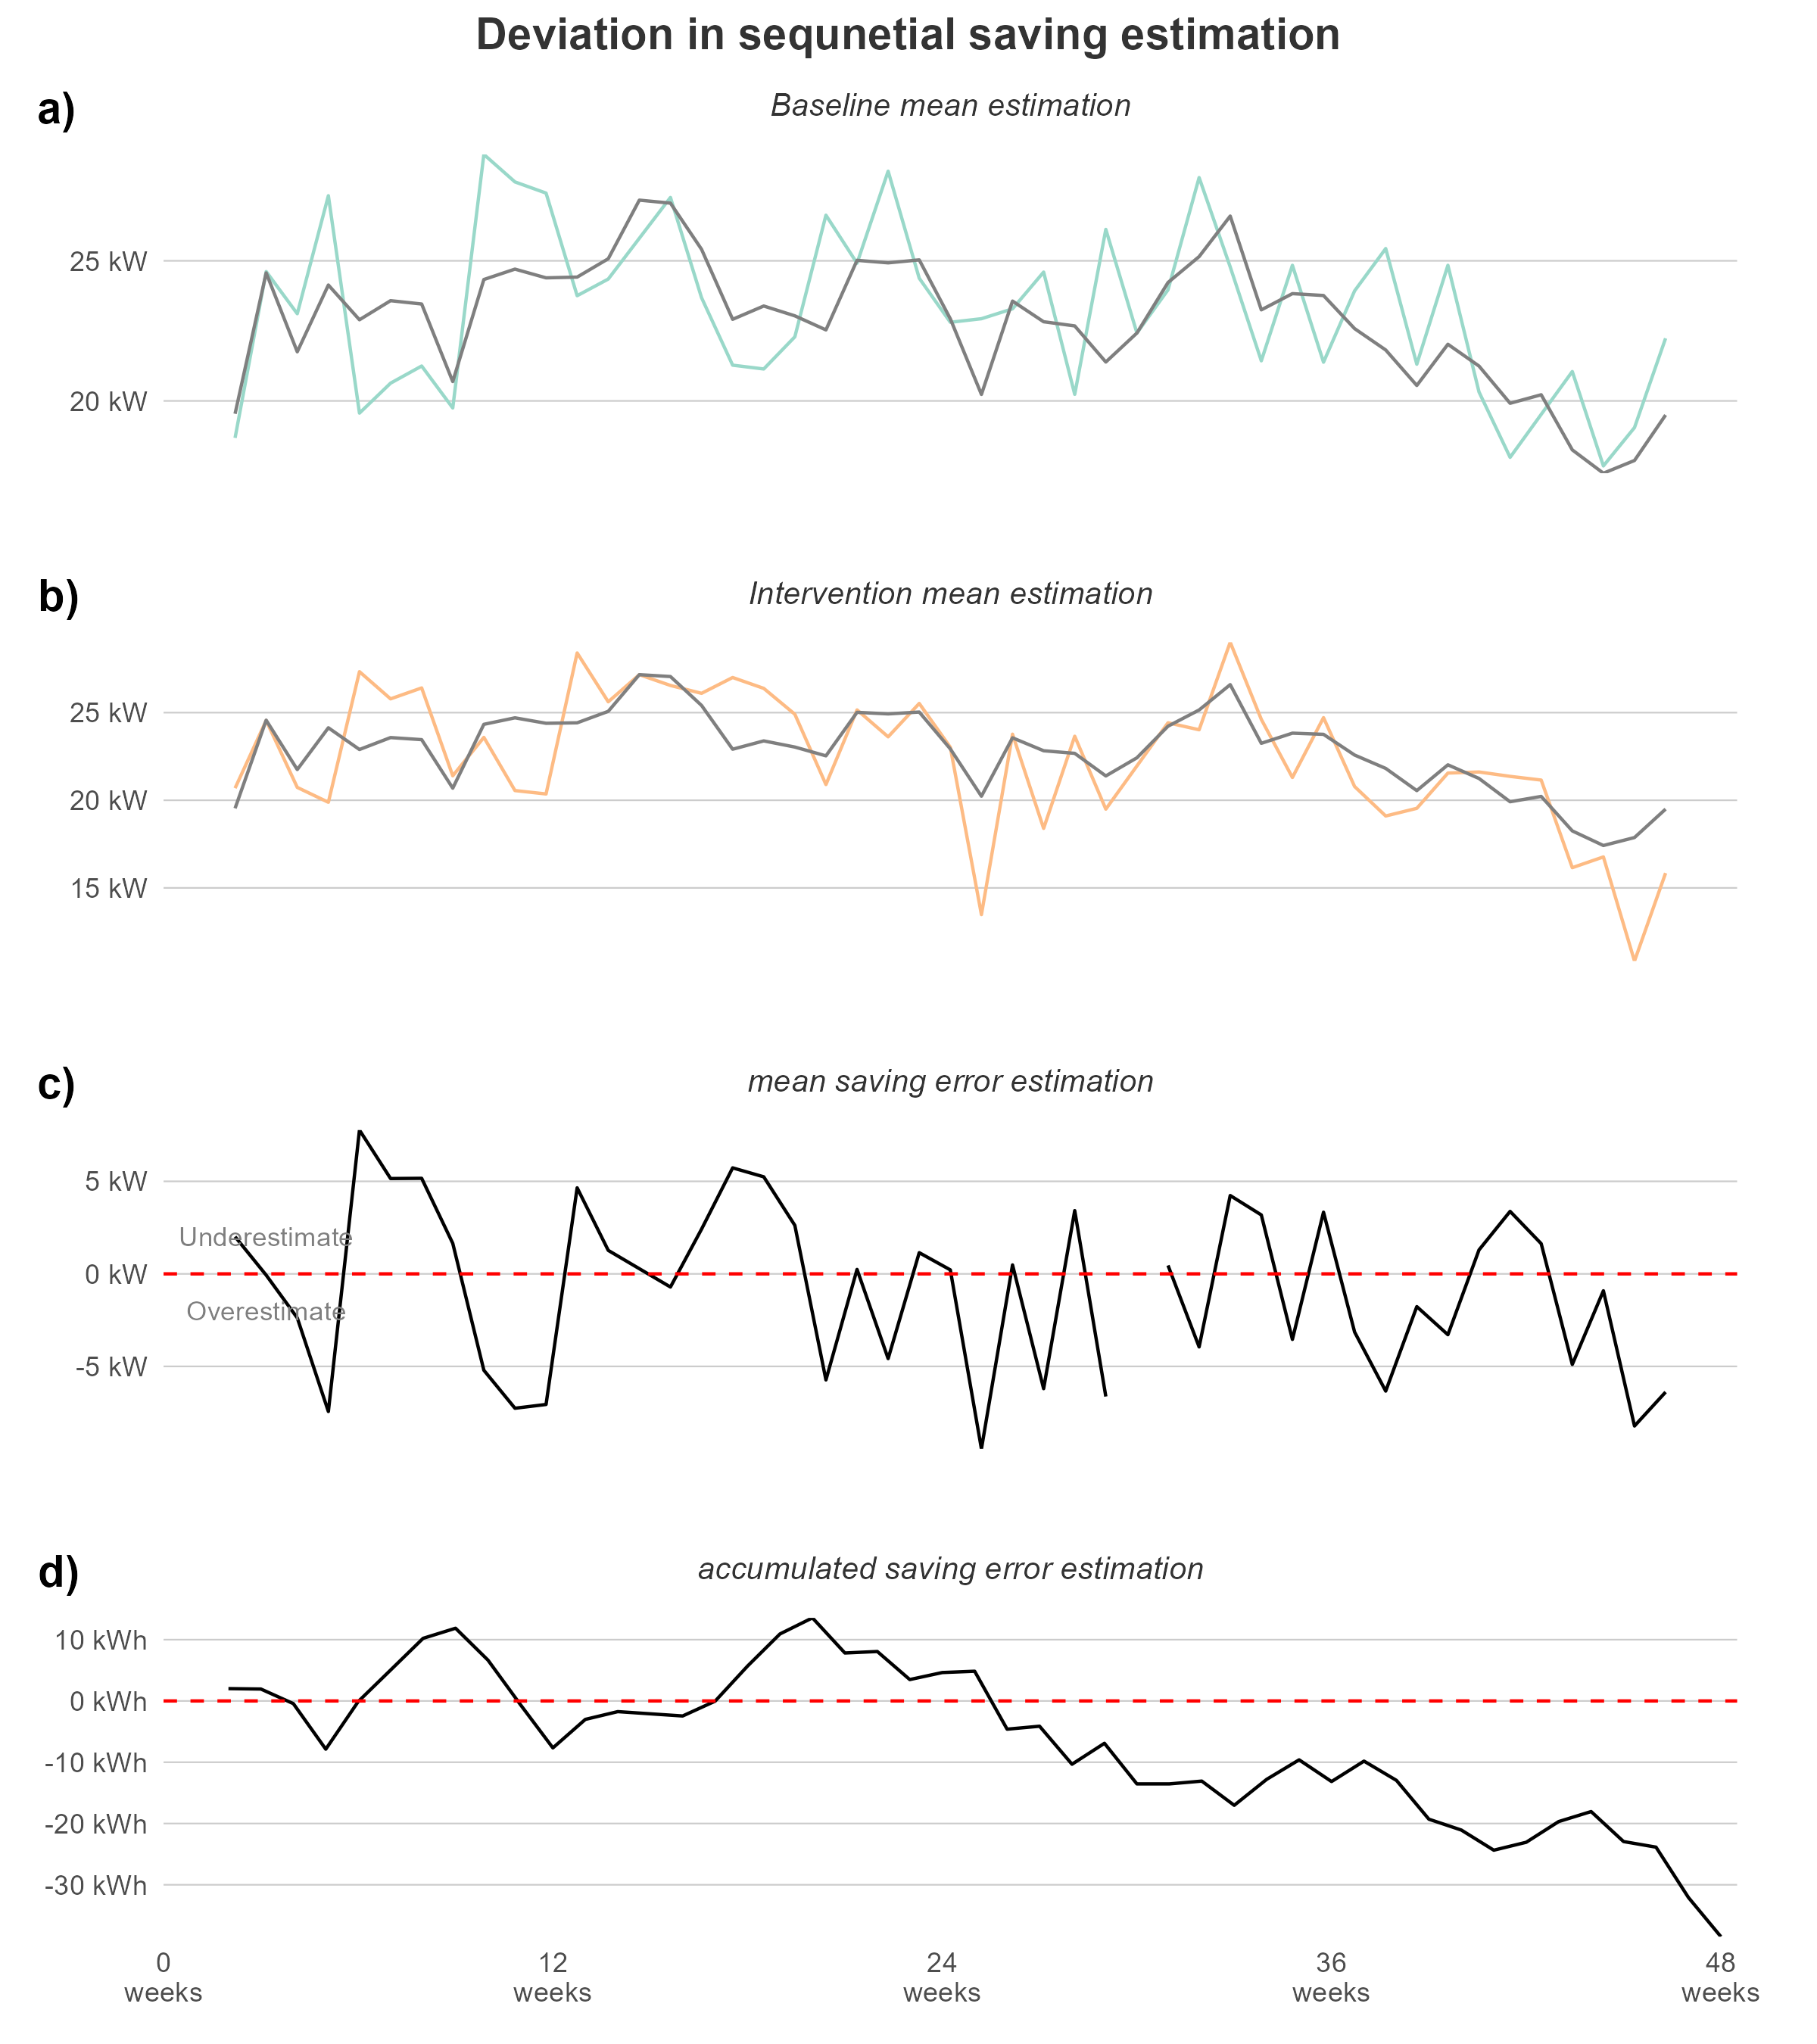 Deviation in sequnetial saving estimation
a)
Baseline mean estimation
25 kW
20 kW
b)
Intervention mean estimation
25 kW
20 kW
15 kW
c)
mean saving error estimation
5 kW
Underestimate
0 kW
Overestimate
-5 kW
d)
accumulated saving error estimation
10 kWh
0 kWh
-10 kWh
-20 kWh
-30 kWh
0 12 24 36 48
weeks weeks weeks weeks weeks